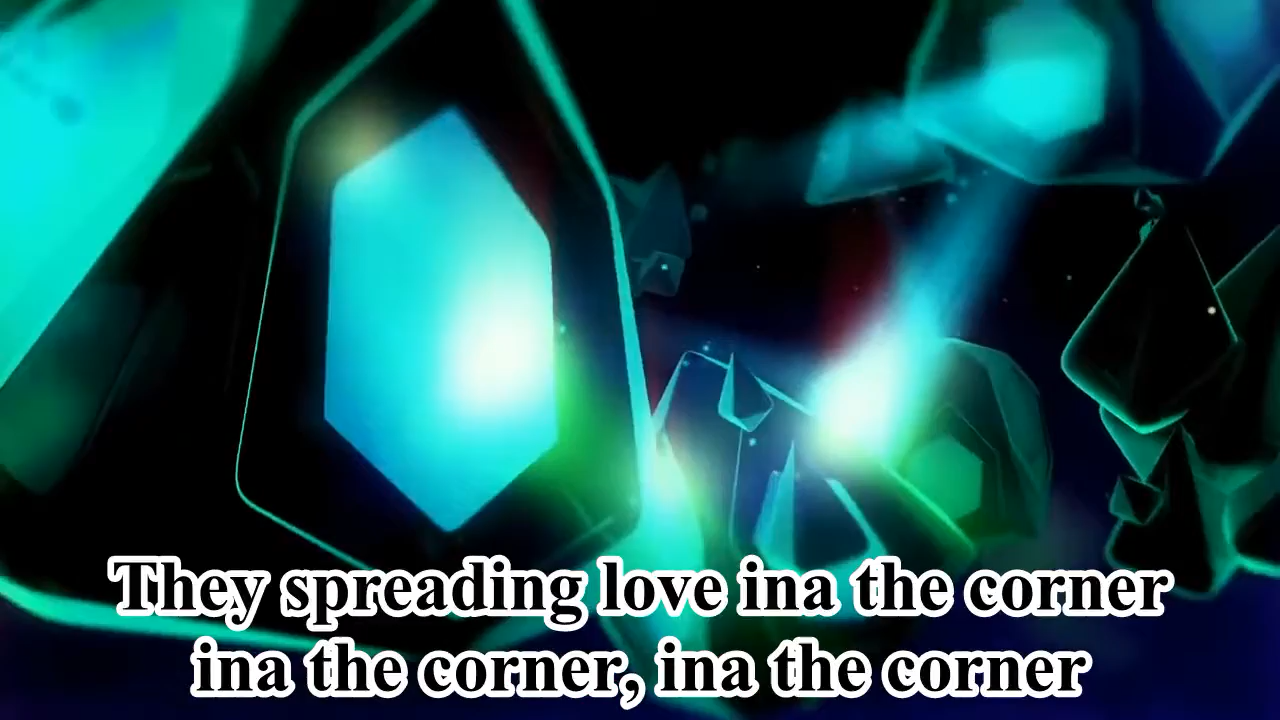 They spreading love ina the corner
ina the corner, ina the corner